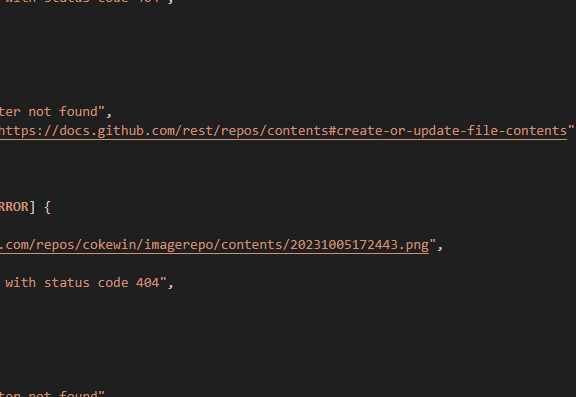 with status code 404",
ter not found",
https://docs.github.com/rest/repos/contents#create-or-update-file-contents"
RROR] {
.com/repos/cokewin/imagerepo/contents/20231005172443.png",
with status code 404",
ter not found"